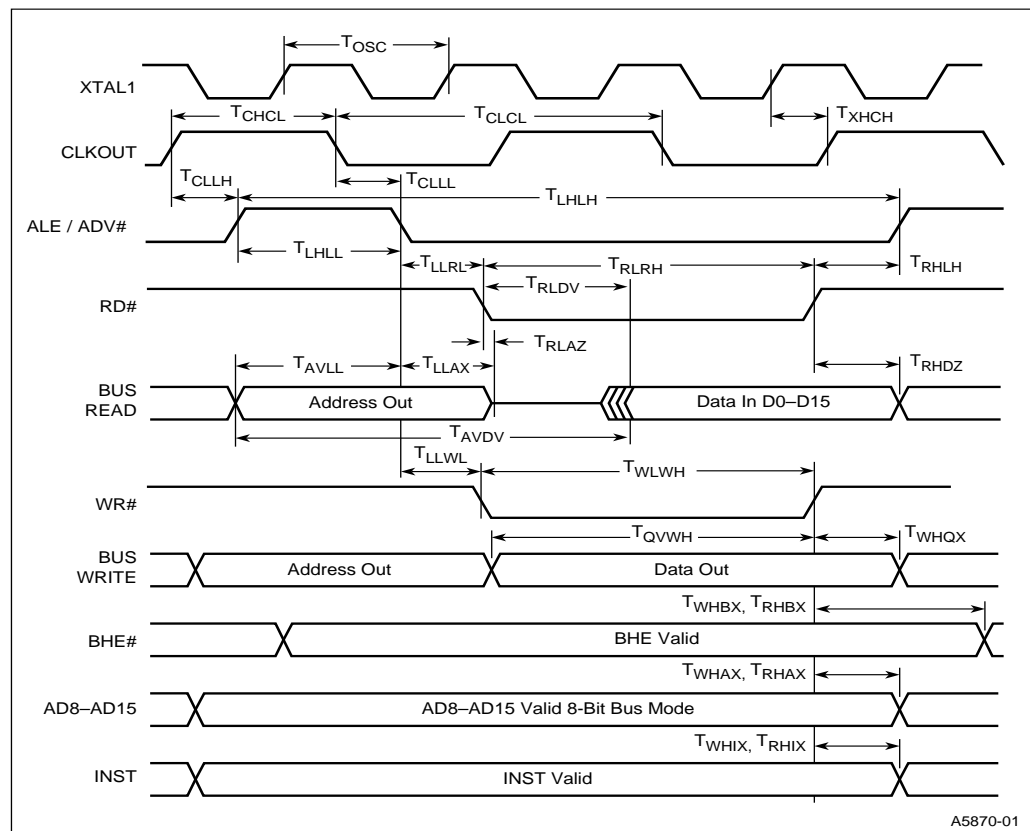 T_OSC
XTAL1
T_CHCL
T_CLCL
T_XHCH
CLKOUT
T_CLLH
T_CLLL
T_LHLH
ALE / ADV#
T_LHLL
T_LLRL
T_RLRH
T_RHLH
T_RLDV
RD#
T_RLAZ
T_AVLL
T_LLAX
T_RHDZ
BUS
READ
Address Out
Data In D0–D15
T_AVDV
T_LLWL
T_WLWH
WR#
T_QVWH
T_WHQX
BUS
WRITE
Address Out
Data Out
T_WHBX, T_RHBX
BHE#
BHE Valid
T_WHAX, T_RHAX
AD8–AD15
AD8–AD15 Valid 8-Bit Bus Mode
T_WHIX, T_RHIX
INST
INST Valid
A5870-01